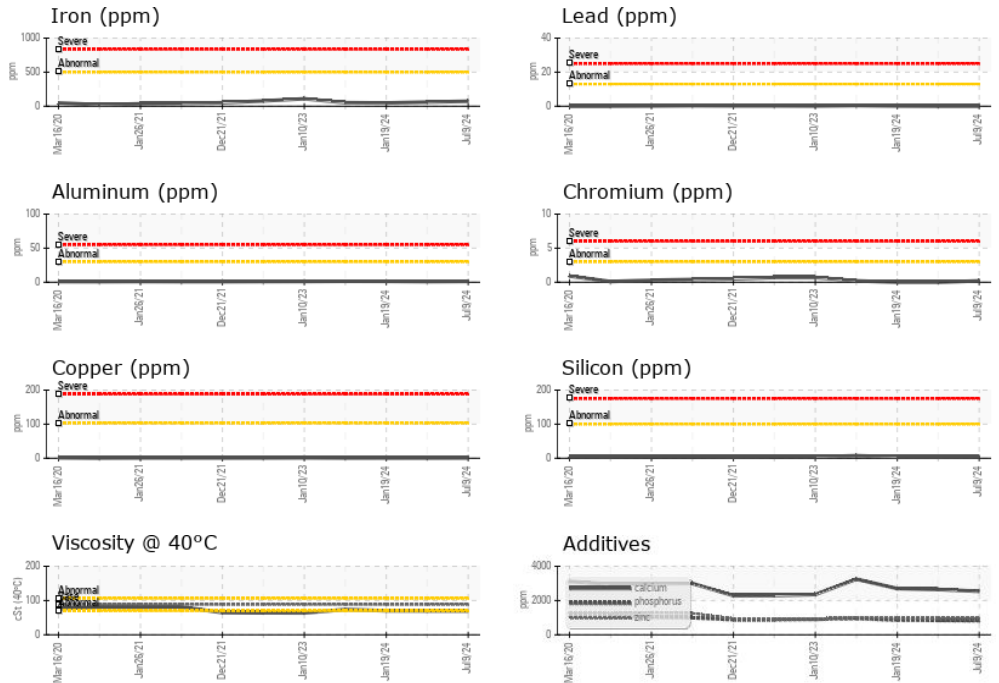 Iron (ppm)
1000
Severe
Abnormal
500
0
ppm
Mar16/20
Jan26/21
Dec21/21
Jan10/23
Jan19/24
Jul9/24
Lead (ppm)
40
Severe
20
Abnormal
0
ppm
Mar16/20
Jan26/21
Dec21/21
Jan10/23
Jan19/24
Jul9/24
Aluminum (ppm)
100
Severe
50
Abnormal
0
ppm
Mar16/20
Jan26/21
Dec21/21
Jan10/23
Jan19/24
Jul9/24
Chromium (ppm)
10
Severe
5
Abnormal
0
ppm
Mar16/20
Jan26/21
Dec21/21
Jan10/23
Jan19/24
Jul9/24
Copper (ppm)
200
Severe
Abnormal
100
0
ppm
Mar16/20
Jan26/21
Dec21/21
Jan10/23
Jan19/24
Jul9/24
Silicon (ppm)
200
Severe
Abnormal
100
0
ppm
Mar16/20
Jan26/21
Dec21/21
Jan10/23
Jan19/24
Jul9/24
Viscosity @ 40°C
200
Abnormal
100
Abnormal
0
cSt (40°C)
Mar16/20
Jan26/21
Dec21/21
Jan10/23
Jan19/24
Jul9/24
Additives
4000
calcium
2000
phosphorus
zinc
0
ppm
Mar16/20
Jan26/21
Dec21/21
Jan10/23
Jan19/24
Jul9/24